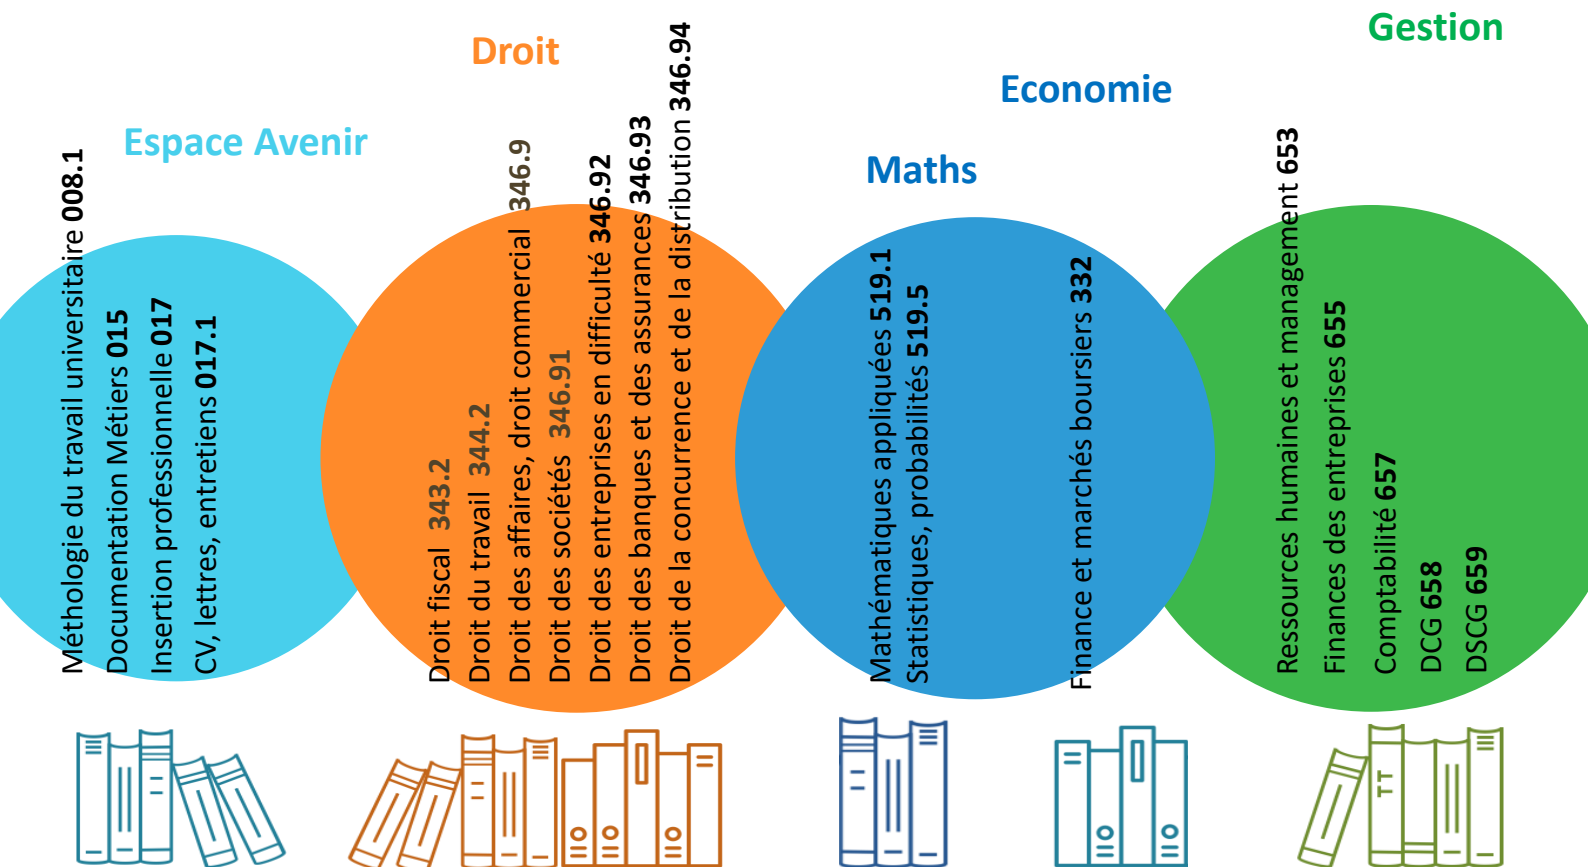 Espace Avenir
Méthologie du travail universitaire 008.1
Documentation Métiers 015
Insertion professionnelle 017
CV, lettres, entretiens 017.1
Droit
Droit fiscal 343.2
Droit du travail 344.2
Droit des affaires, droit commercial 346.9
Droit des sociétés 346.91
Droit des entreprises en difficulté 346.92
Droit des banques et des assurances 346.93
Droit de la concurrence et de la distribution 346.94
Maths
Mathématiques appliquées 519.1
Statistiques, probabilités 519.5
Economie
Finance et marchés boursiers 332
Gestion
Ressources humaines et management 653
Finances des entreprises 655
Comptabilité 657
DCG 658
DSCG 659
TT